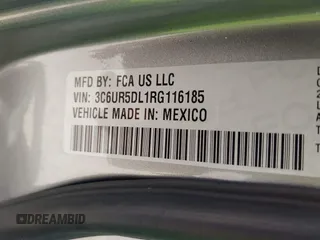 MFD BY: FCA US LLC
VIN: 3C6UR5DL1RG116185
VEHICLE MADE IN: MEXICO
DREAMBID